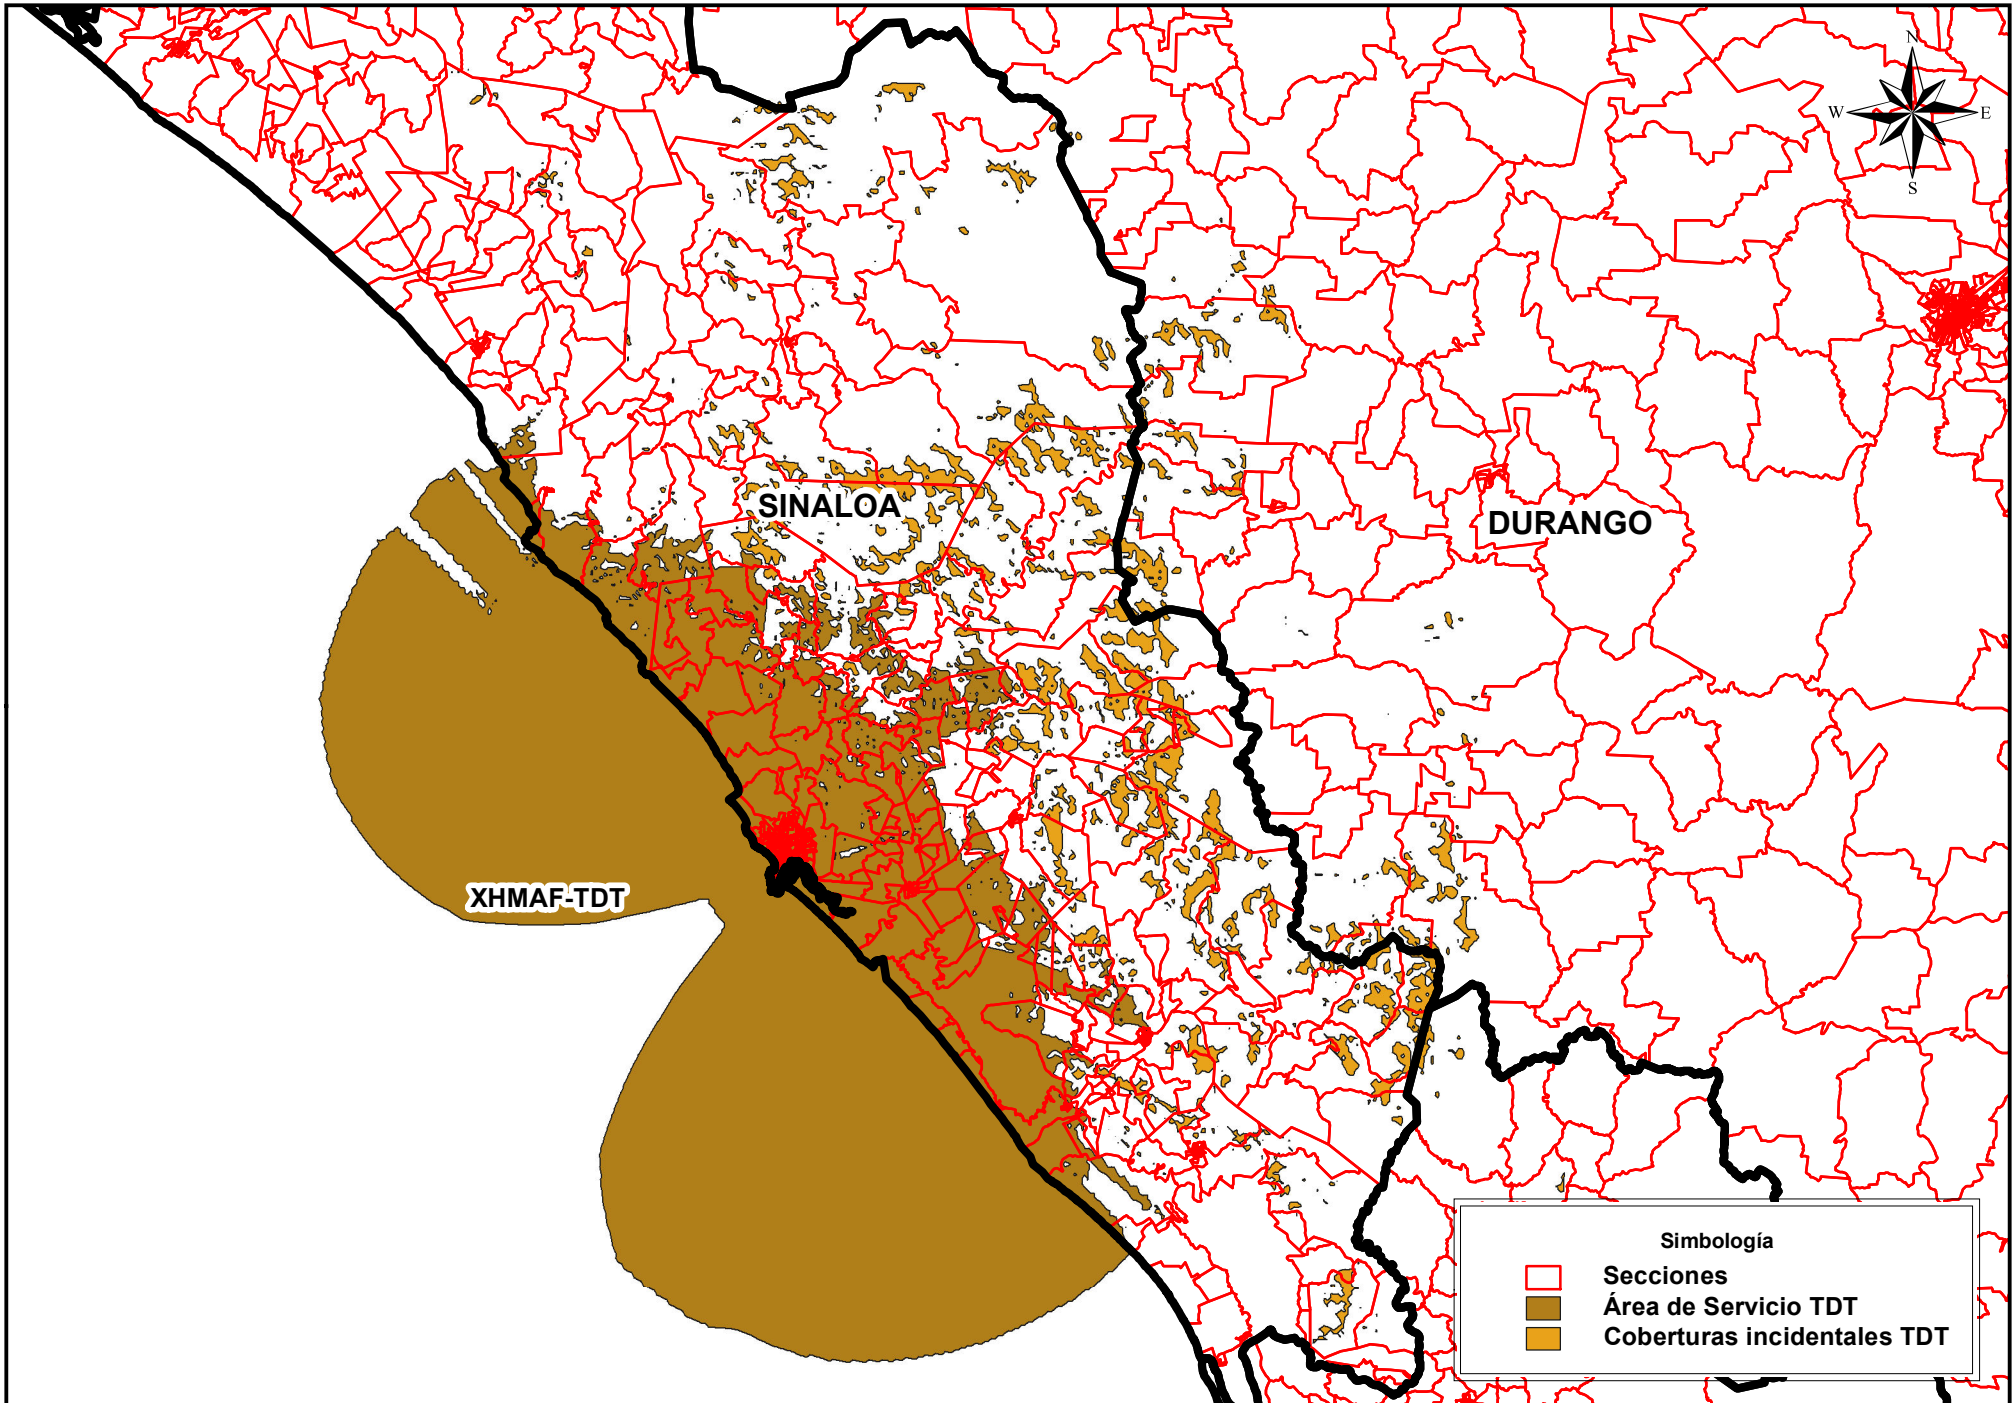 N
W E
S
SINALOA
DURANGO
XHMAF-TDT
Simbología
Secciones
Área de Servicio TDT
Coberturas incidentales TDT